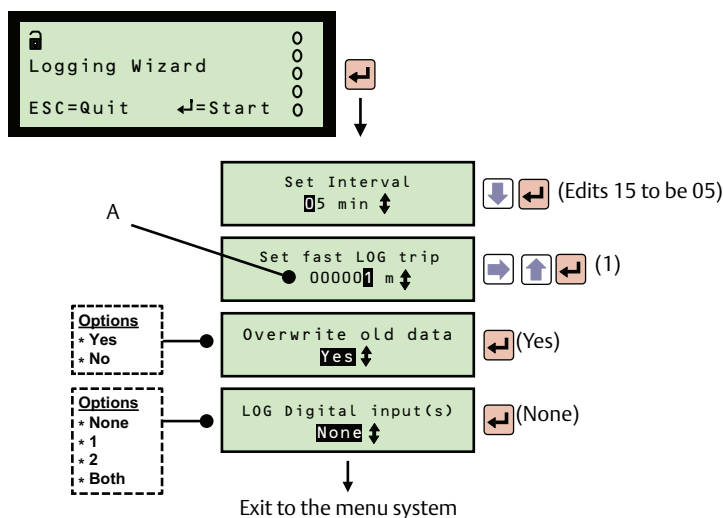 Logging Wizard
ESC=Quit ↵=Start
Set Interval
05 min
(Edits 15 to be 05)
A
Set fast LOG trip
000001 m
(1)
Options
* Yes
* No
Overwrite old data
Yes
(Yes)
Options
* None
* 1
* 2
* Both
LOG Digital input(s)
None
(None)
Exit to the menu system